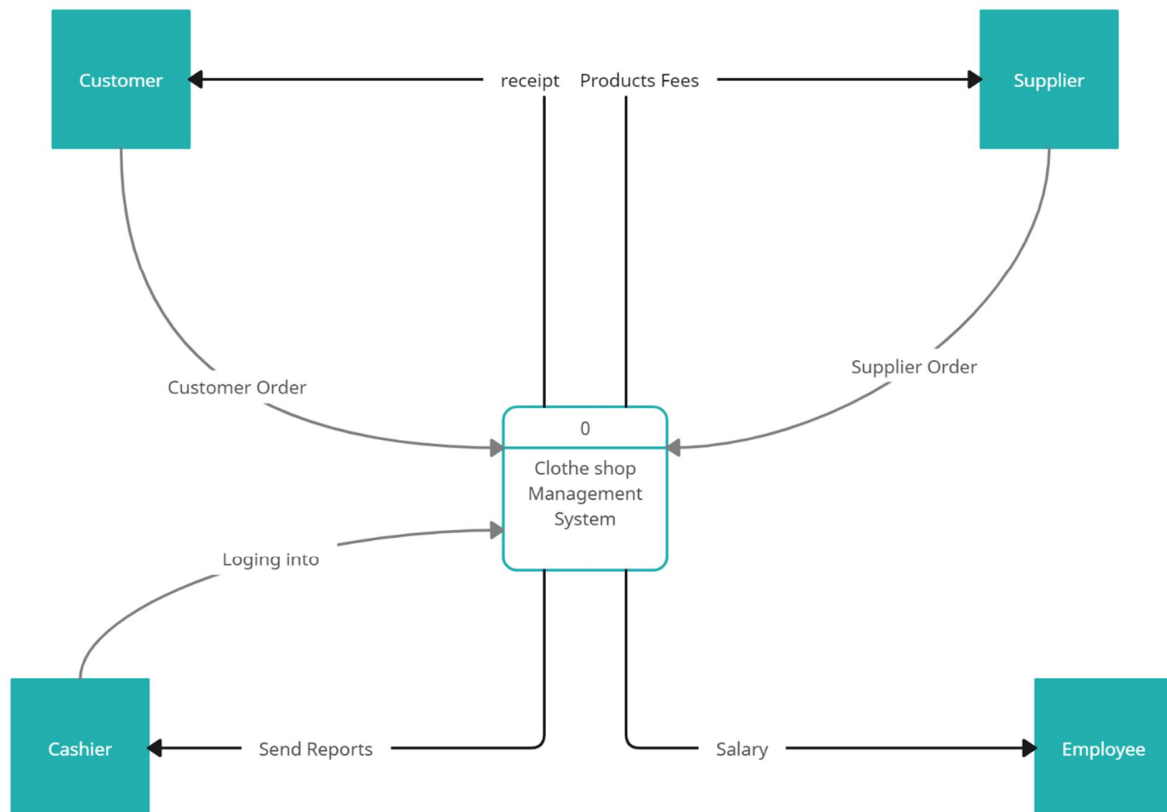 Customer
receipt
Products Fees
Supplier
Customer Order
Supplier Order
0
Clothe shop
Management
System
Loging into
Cashier
Send Reports
Salary
Employee